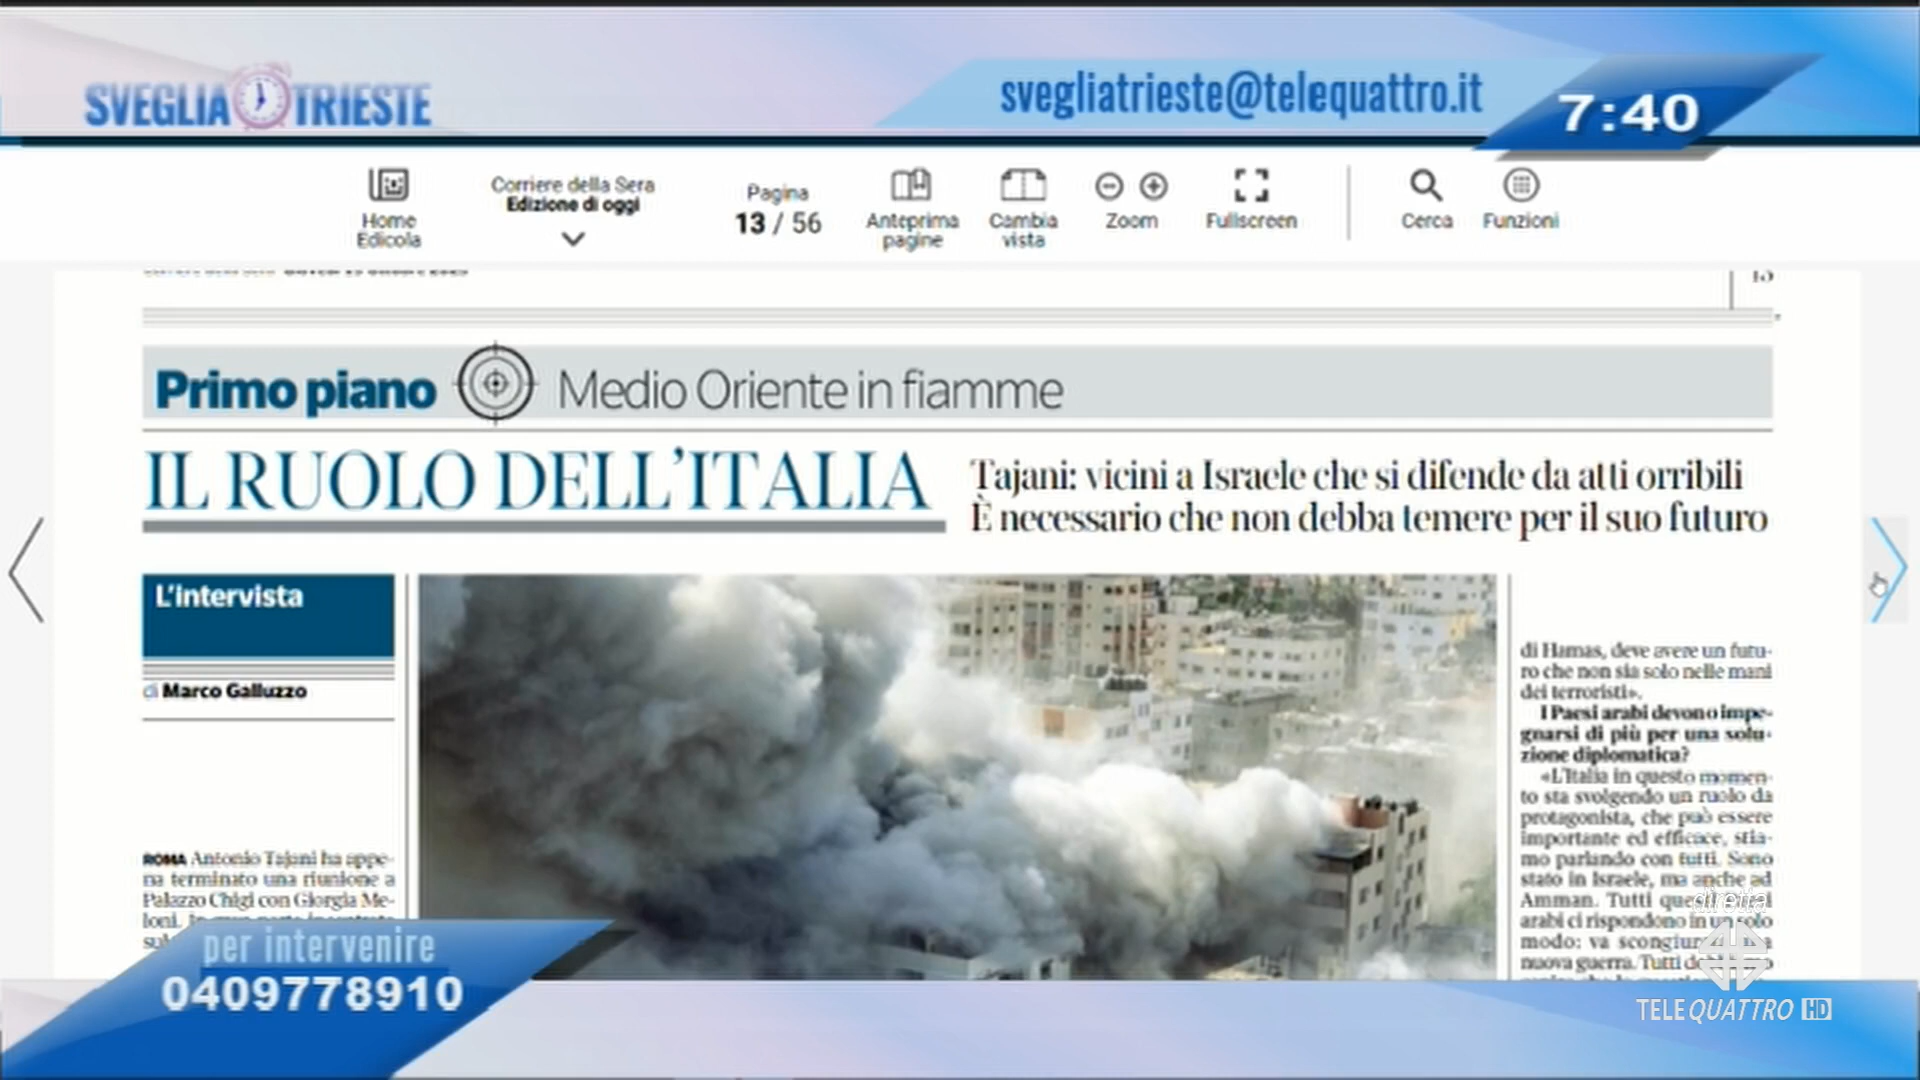 SVEGLIA TRIESTE
svegliatrieste@telequattro.it
7:40
Home
Edicola
Corriere della Sera
Edizione di oggi
Pagina
13 / 56
Anteprima
pagine
Cambia
vista
Zoom
Fullscreen
Cerca
Funzioni
Primo piano Medio Oriente in fiamme
IL RUOLO DELL'ITALIA
Tajani: vicini a Israele che si difende da atti orribili
È necessario che non debba temere per il suo futuro
L'intervista
di Marco Galluzzo
ROMA Antonio Tajani ha appe-
na terminato una riunione a
Palazzo Chigi con Giorgia Me-
loni.
di Hamas, deve avere un futu-
ro che non sia solo nelle mani
dei terroristi».
I Paesi arabi devono impe-
gnarsi di più per una solu-
zione diplomatica?
«L'Italia in questo momen-
to sta svolgendo un ruolo da
protagonista, che può essere
importante ed efficace, stia-
mo parlando con tutti. Sono
stato in Israele, ma anche ad
Amman. Tutti
arabi ci rispondono in un solo
modo: va
nuova guerra. Tutti
per intervenire
0409778910
diretta
TELEQUATTRO HD